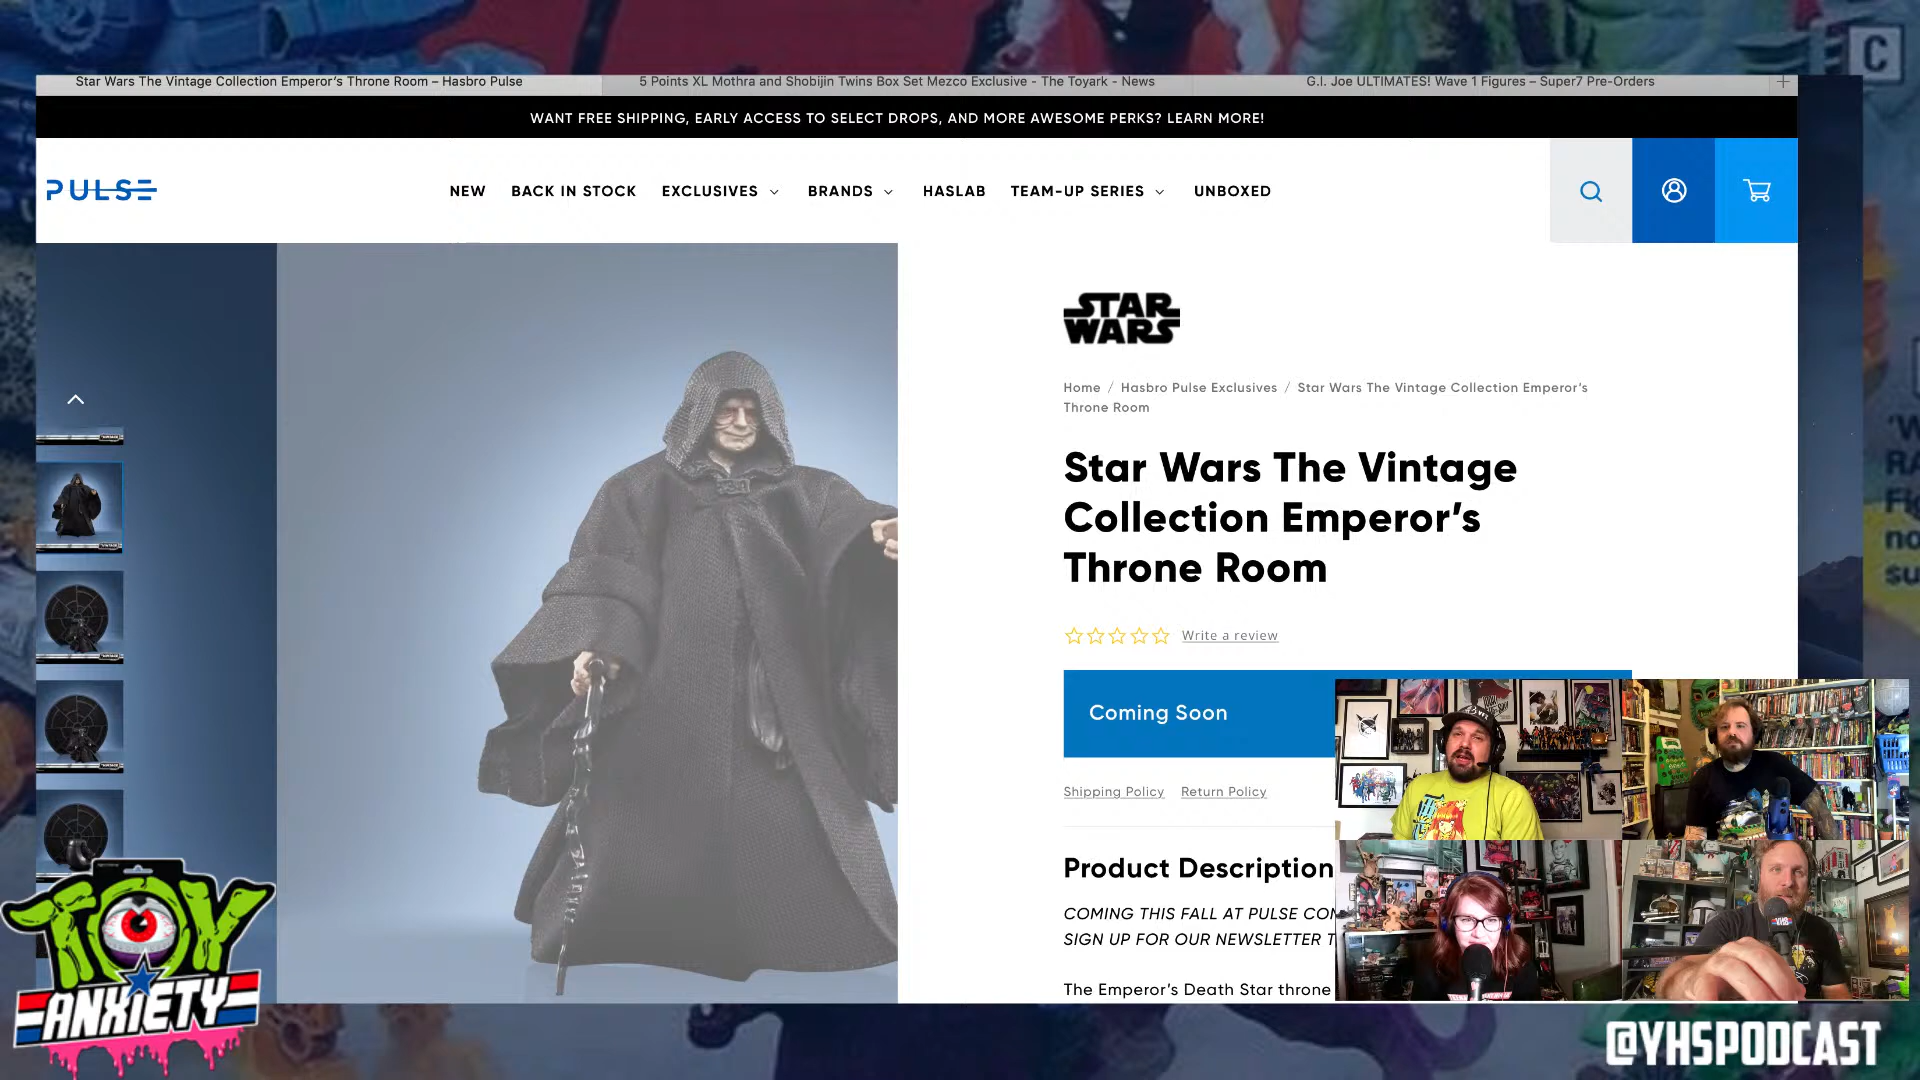 Star Wars The Vintage Collection Emperor's Throne Room – Hasbro Pulse
5 Points XL Mothra and Shobijin Twins Box Set Mezco Exclusive - The Toyark - News
G.I. Joe ULTIMATES! Wave 1 Figures – Super7 Pre-Orders
C
WANT FREE SHIPPING, EARLY ACCESS TO SELECT DROPS, AND MORE AWESOME PERKS? LEARN MORE!
PULSE
NEW
BACK IN STOCK
EXCLUSIVES
BRANDS
HASLAB
TEAM-UP SERIES
UNBOXED
STAR
WARS
Home / Hasbro Pulse Exclusives / Star Wars The Vintage Collection Emperor's
Throne Room
Star Wars The Vintage
Collection Emperor's
Throne Room
Write a review
Coming Soon
Shipping Policy
Return Policy
Product Description
COMING THIS FALL AT PULSE CON
SIGN UP FOR OUR NEWSLETTER T
The Emperor's Death Star throne
TOY
ANXIETY
@YHSPODCAST